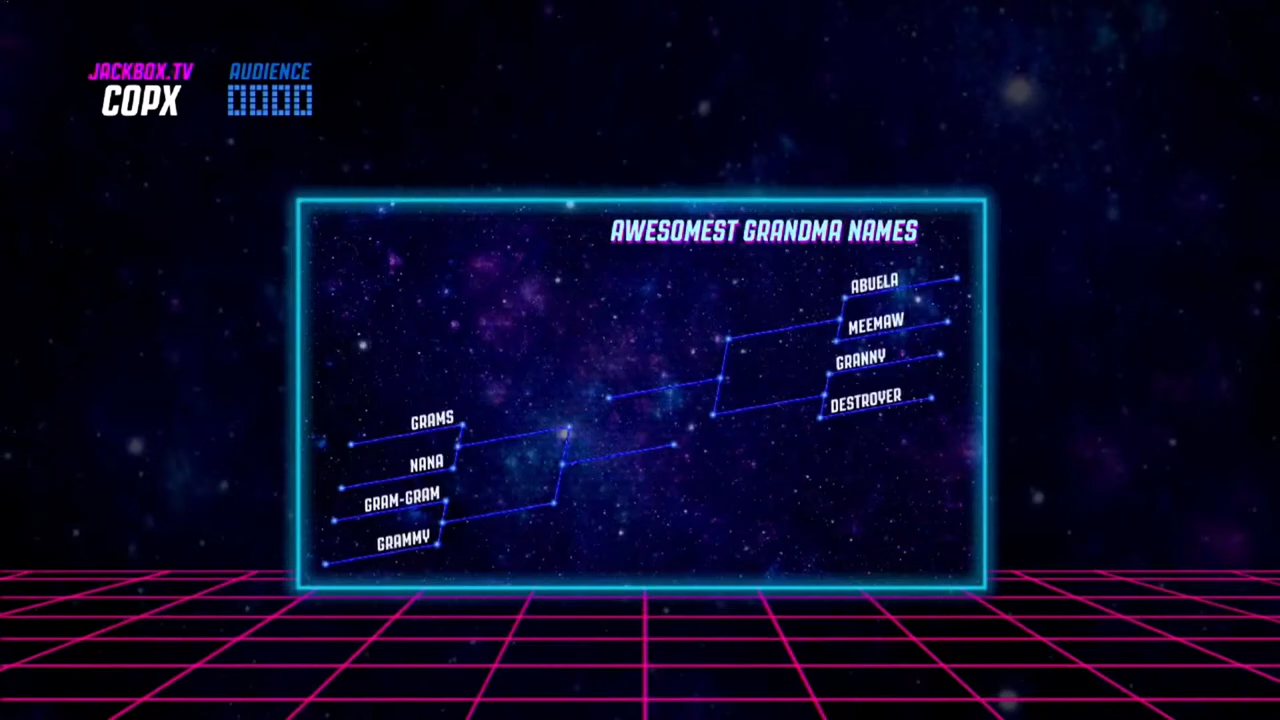 JACKBOX.TV
COPX
AUDIENCE
0000
AWESOMEST GRANDMA NAMES
ABUELA
MEEMAW
GRANNY
DESTROYER
GRAMS
NANA
GRAM-GRAM
GRAMMY